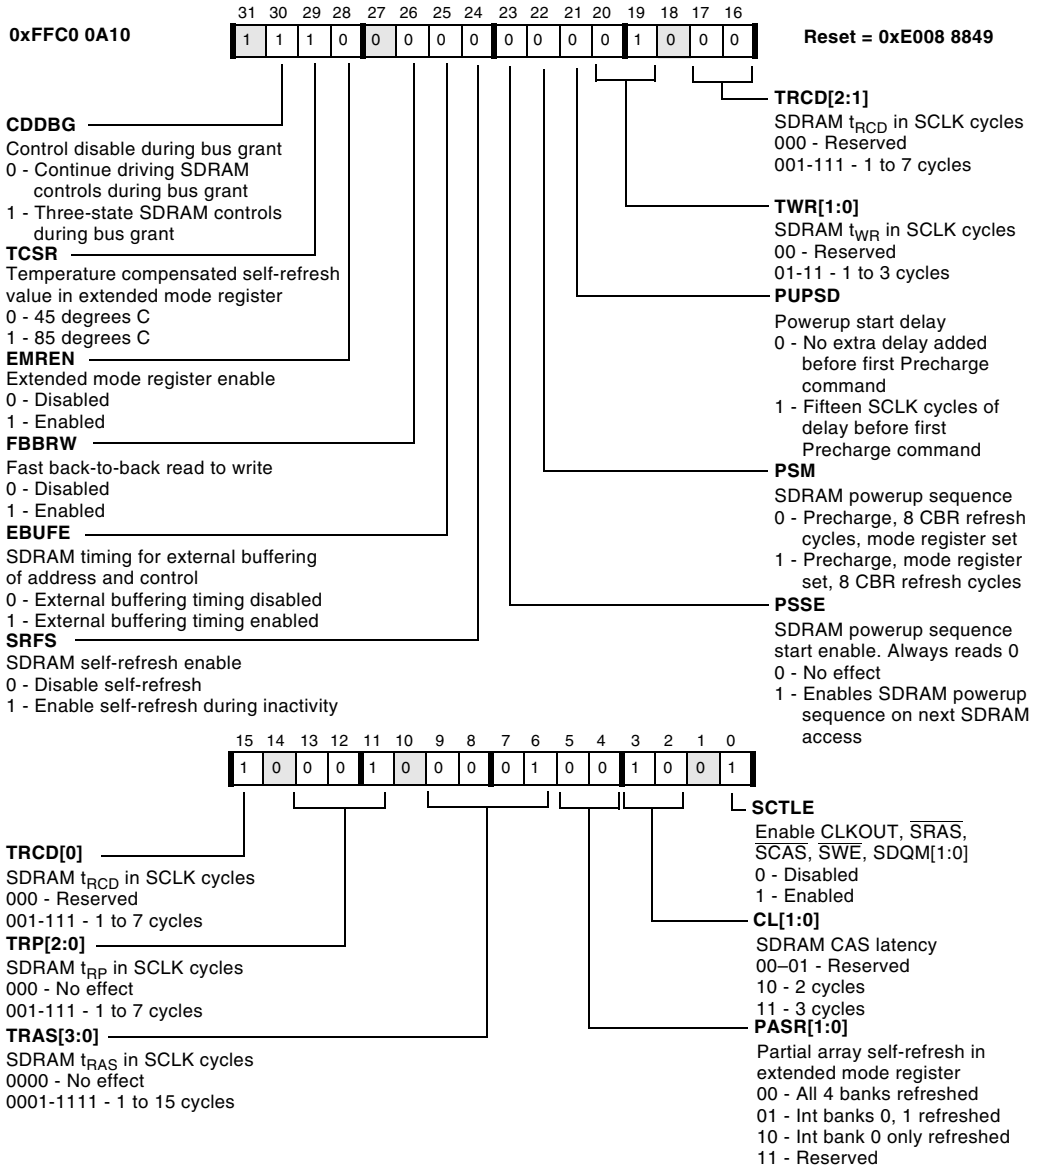 31 30 29 28 27 26 25 24 23 22 21 20 19 18 17 16
0xFFC0 0A10
1 1 1 0 0 0 0 0 0 0 0 0 1 0 0 0
Reset = 0xE008 8849
CDDBG
Control disable during bus grant
0 - Continue driving SDRAM
controls during bus grant
1 - Three-state SDRAM controls
during bus grant
TCSR
Temperature compensated self-refresh
value in extended mode register
0 - 45 degrees C
1 - 85 degrees C
EMREN
Extended mode register enable
0 - Disabled
1 - Enabled
FBBRW
Fast back-to-back read to write
0 - Disabled
1 - Enabled
EBUFE
SDRAM timing for external buffering
of address and control
0 - External buffering timing disabled
1 - External buffering timing enabled
SRFS
SDRAM self-refresh enable
0 - Disable self-refresh
1 - Enable self-refresh during inactivity
TRCD[2:1]
SDRAM tRCD in SCLK cycles
000 - Reserved
001-111 - 1 to 7 cycles
TWR[1:0]
SDRAM tWR in SCLK cycles
00 - Reserved
01-11 - 1 to 3 cycles
PUPSD
Powerup start delay
0 - No extra delay added
before first Precharge
command
1 - Fifteen SCLK cycles of
delay before first
Precharge command
PSM
SDRAM powerup sequence
0 - Precharge, 8 CBR refresh
cycles, mode register set
1 - Precharge, mode register
set, 8 CBR refresh cycles
PSSE
SDRAM powerup sequence
start enable. Always reads 0
0 - No effect
1 - Enables SDRAM powerup
sequence on next SDRAM
access
15 14 13 12 11 10 9 8 7 6 5 4 3 2 1 0
1 0 0 0 1 0 0 0 0 1 0 0 1 0 0 1
TRCD[0]
SDRAM tRCD in SCLK cycles
000 - Reserved
001-111 - 1 to 7 cycles
TRP[2:0]
SDRAM tRP in SCLK cycles
000 - No effect
001-111 - 1 to 7 cycles
TRAS[3:0]
SDRAM tRAS in SCLK cycles
0000 - No effect
0001-1111 - 1 to 15 cycles
SCTLE
Enable CLKOUT, SRAS,
SCAS, SWE, SDQM[1:0]
0 - Disabled
1 - Enabled
CL[1:0]
SDRAM CAS latency
00–01 - Reserved
10 - 2 cycles
11 - 3 cycles
PASR[1:0]
Partial array self-refresh in
extended mode register
00 - All 4 banks refreshed
01 - Int banks 0, 1 refreshed
10 - Int bank 0 only refreshed
11 - Reserved